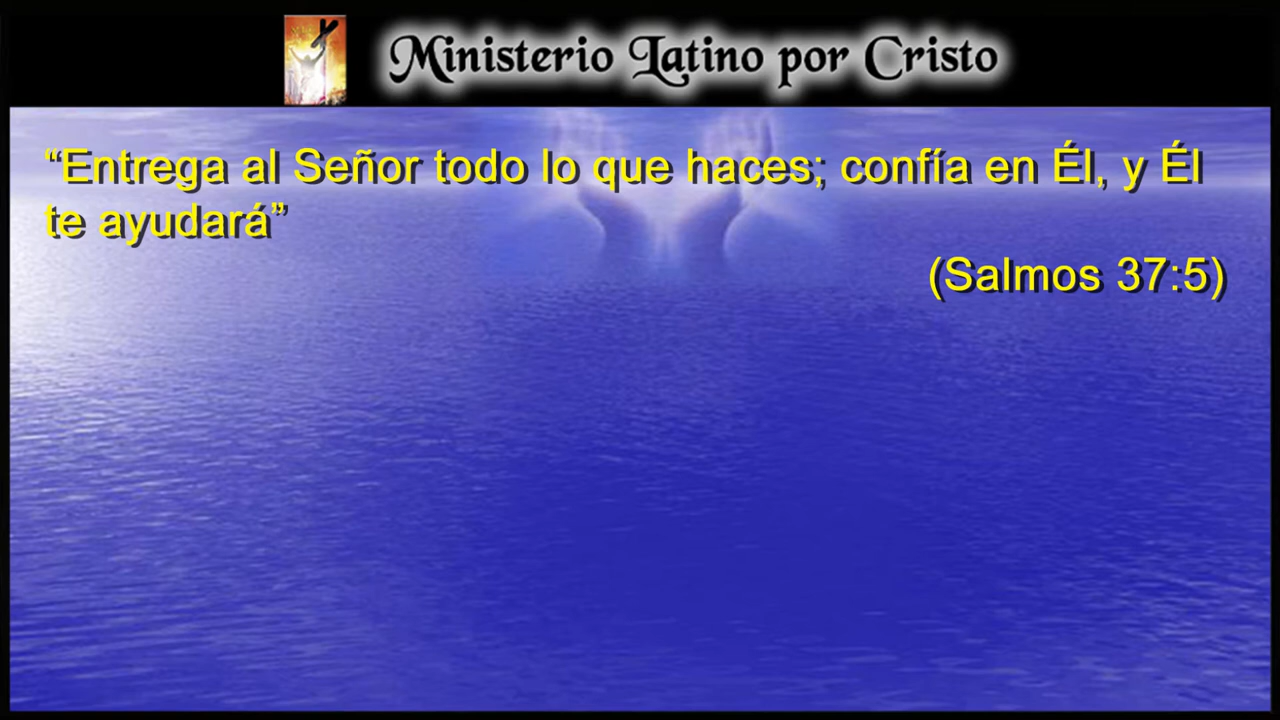 Ministerio Latino por Cristo
“Entrega al Señor todo lo que haces; confía en Él, y Él
te ayudará”
(Salmos 37:5)